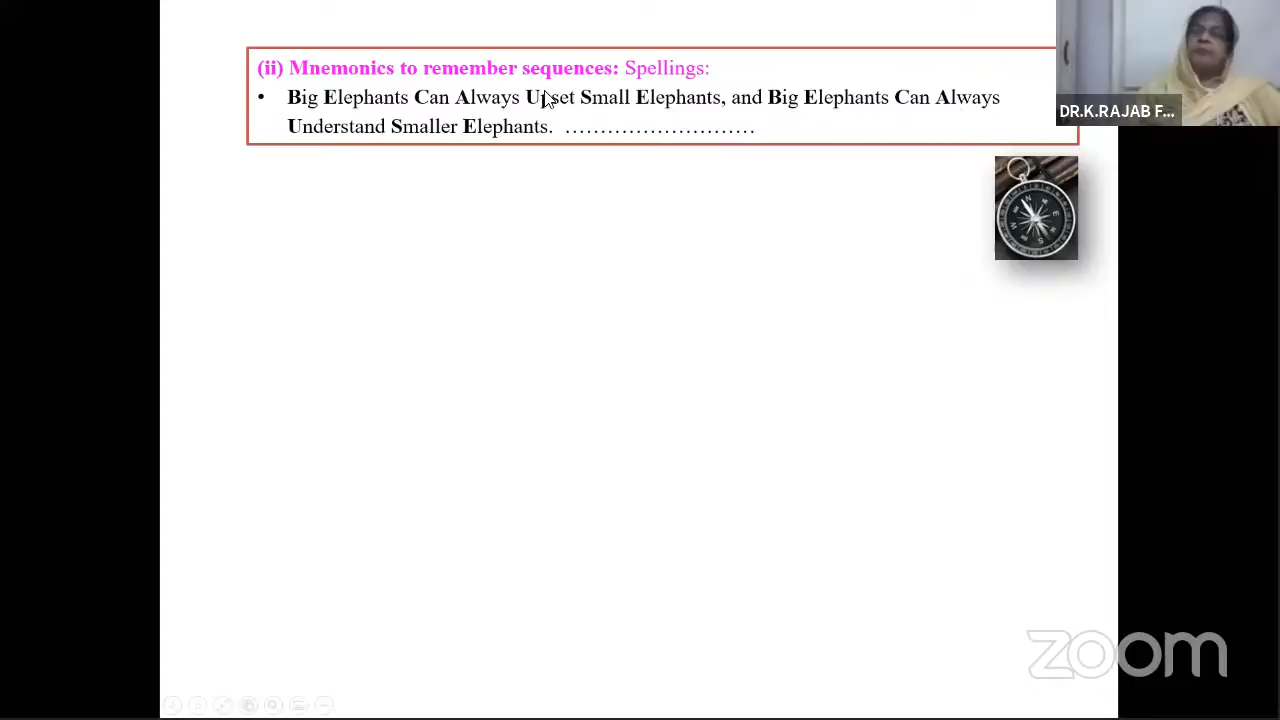 (ii) Mnemonics to remember sequences: Spellings:
• Big Elephants Can Always Upset Small Elephants, and Big Elephants Can Always
Understand Smaller Elephants. ………………………
DR.K.RAJAB F...
N
E
S
W
zoom